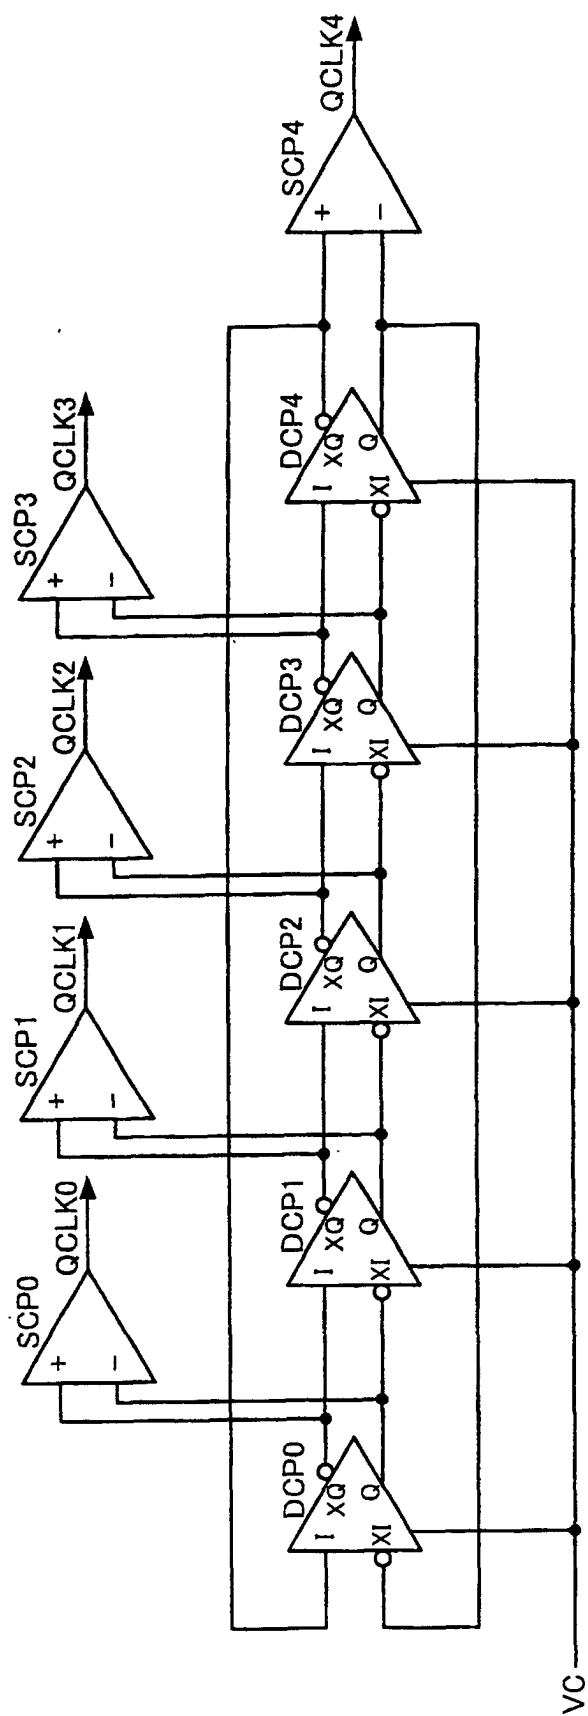 QCLK0
QCLK1
QCLK2
QCLK3
QCLK4
SCP0
SCP1
SCP2
SCP3
SCP4
+
−
+
−
+
−
+
−
+
−
DCP0
DCP1
DCP2
DCP3
DCP4
I
XQ
I
XQ
I
XQ
I
XQ
I
XQ
XI
Q
XI
Q
XI
Q
XI
Q
XI
Q
VC